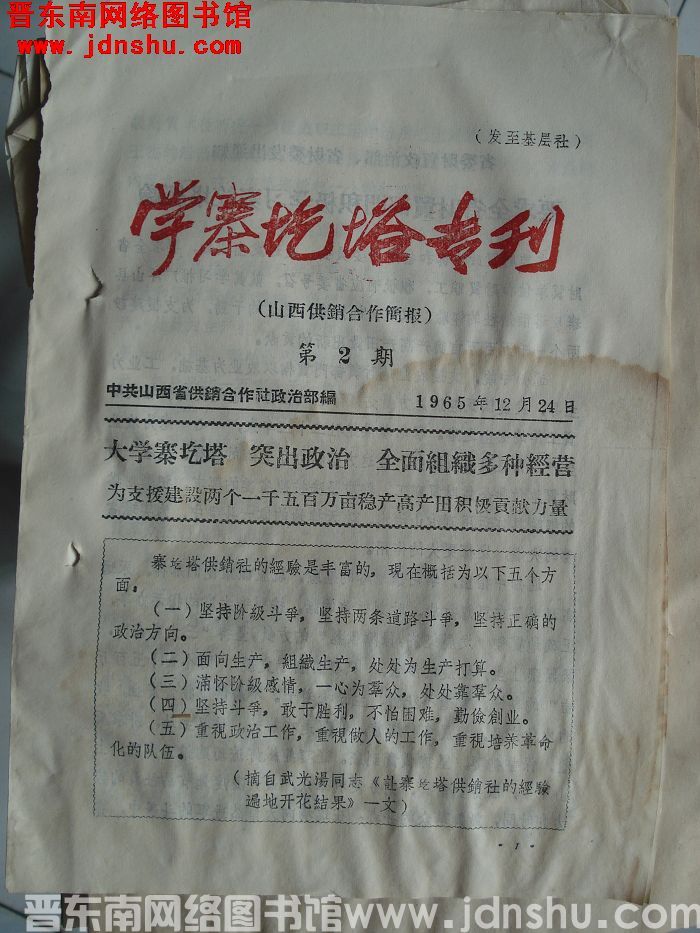 晋东南网络图书馆
www.jdnshu.com
（发至基层社）
学寨圪塔专刊
（山西供銷合作簡报）
第2期
中共山西省供銷合作社政治部編
1965年12月24日
大学寨圪塔 突出政治 全面組織多种經营
为支援建設两个一千五百万亩稳产高产田积极貢献力量
寨圪塔供銷社的經驗是丰富的，现在概括为以下五个方
面：
（一）坚持阶級斗爭，坚持两条道路斗爭，坚持正确的
政治方向。
（二）面向生产，組織生产，处处为生产打算。
（三）滿怀阶級感情，一心为羣众，处处靠羣众。
（四）坚持斗爭，敢于胜利，不怕困难，勤儉創业。
（五）重視政治工作，重視做人的工作，重視培养革命
化的队伍。
（摘自武光湯同志《訨寨圪塔供銷社的經驗
遍地开花結果》一文）
·1·
晋东南网络图书馆 www.jdnshu.com